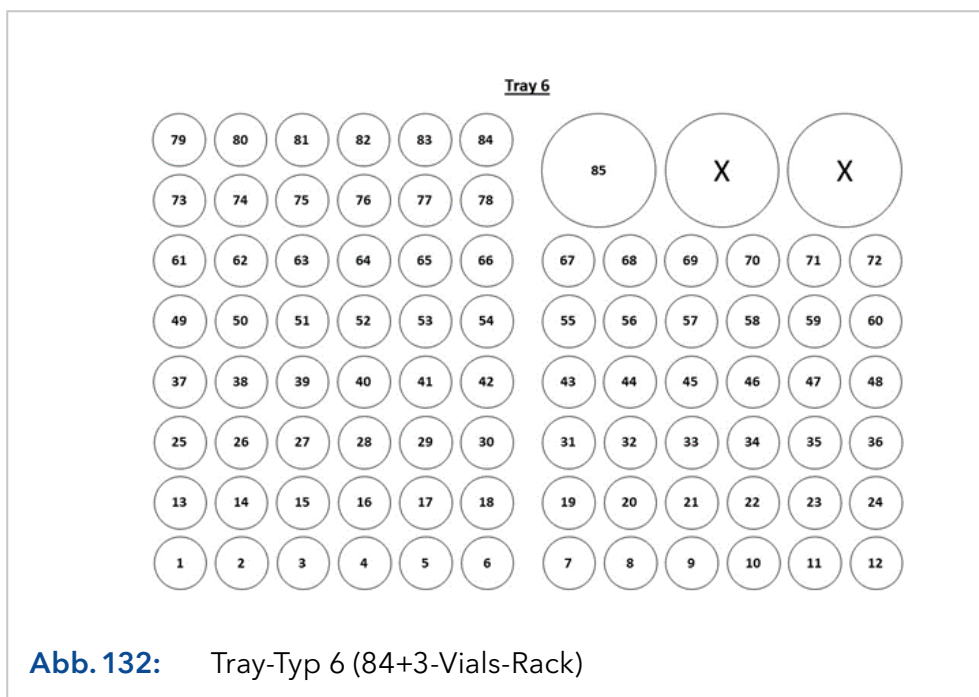 Tray 6
79 80 81 82 83 84
85 X X
73 74 75 76 77 78
61 62 63 64 65 66 67 68 69 70 71 72
49 50 51 52 53 54 55 56 57 58 59 60
37 38 39 40 41 42 43 44 45 46 47 48
25 26 27 28 29 30 31 32 33 34 35 36
13 14 15 16 17 18 19 20 21 22 23 24
1 2 3 4 5 6 7 8 9 10 11 12
Abb. 132: Tray-Typ 6 (84+3-Vials-Rack)